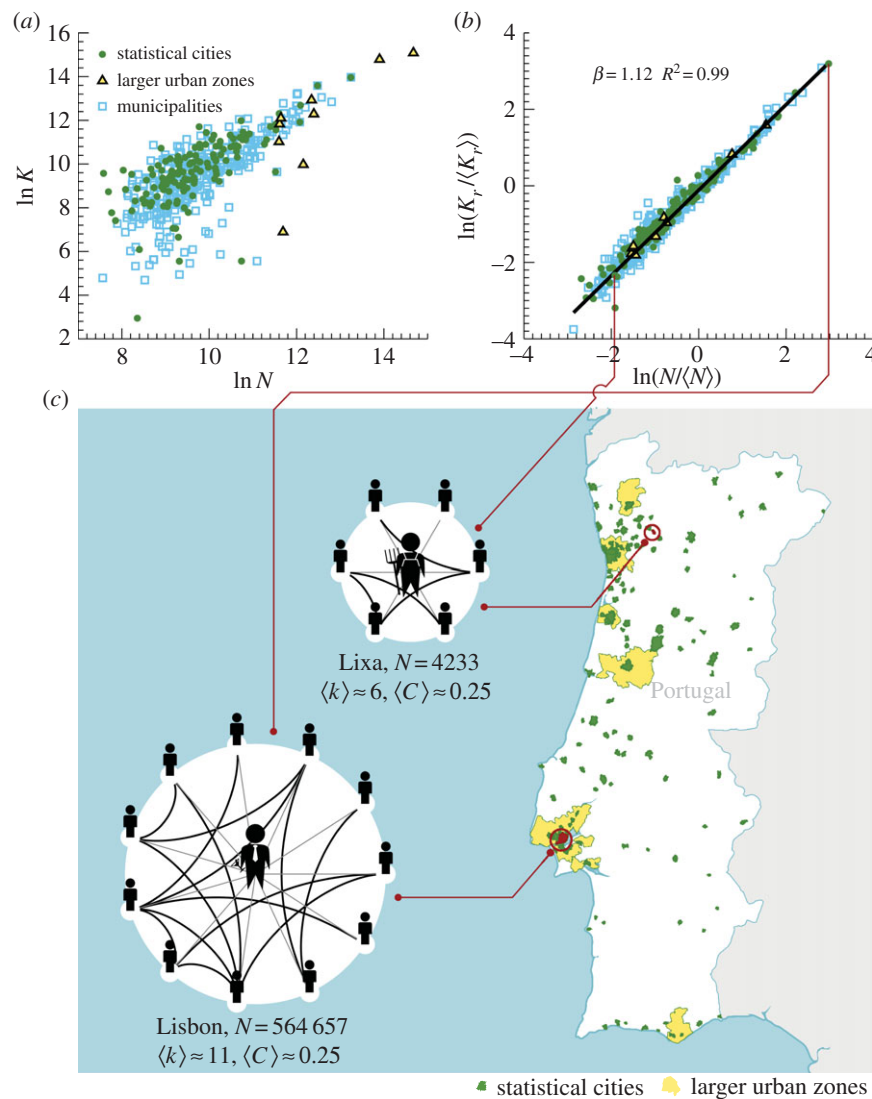 (a)
16
14
12
10
8
6
4
2
ln K
8
10
12
14
ln N
statistical cities
larger urban zones
municipalities
(b)
4
2
0
−2
−4
ln(K_r/⟨K_r⟩)
−4
−2
0
2
4
ln(N/⟨N⟩)
β = 1.12 R² = 0.99
(c)
Lixa, N = 4233
⟨k⟩ ≈ 6, ⟨C⟩ ≈ 0.25
Portugal
Lisbon, N = 564 657
⟨k⟩ ≈ 11, ⟨C⟩ ≈ 0.25
statistical cities larger urban zones